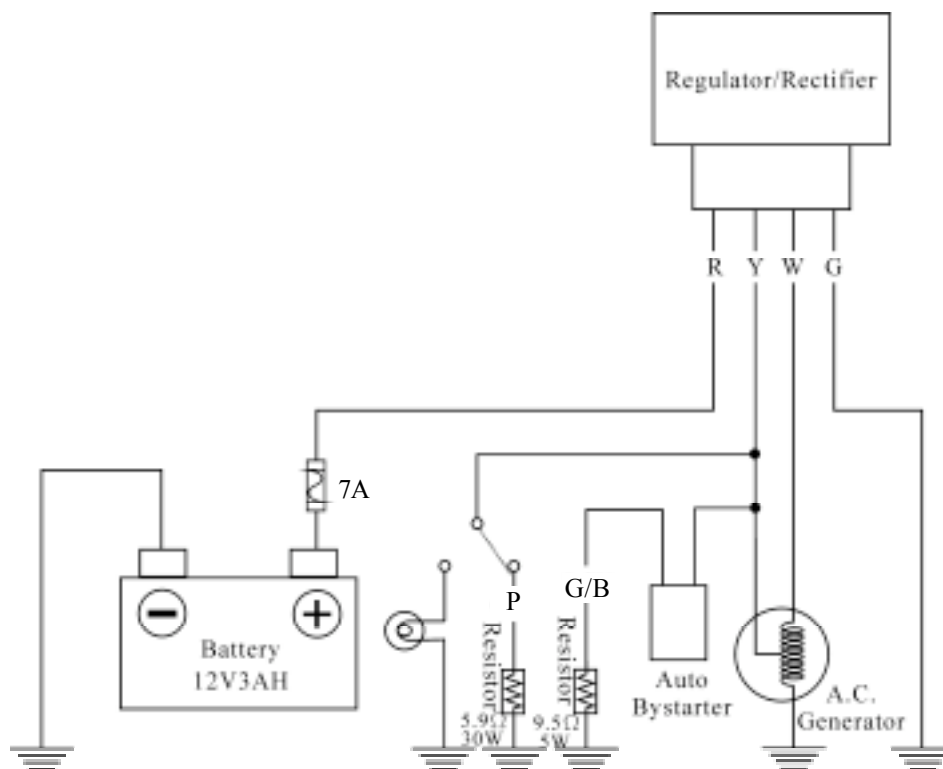 Regulator/Rectifier
R Y W G
7A
P
G/B
Battery
12V3AH
Resistor
5.9Ω
30W
Resistor
9.5Ω
5W
Auto
Bystarter
A.C.
Generator